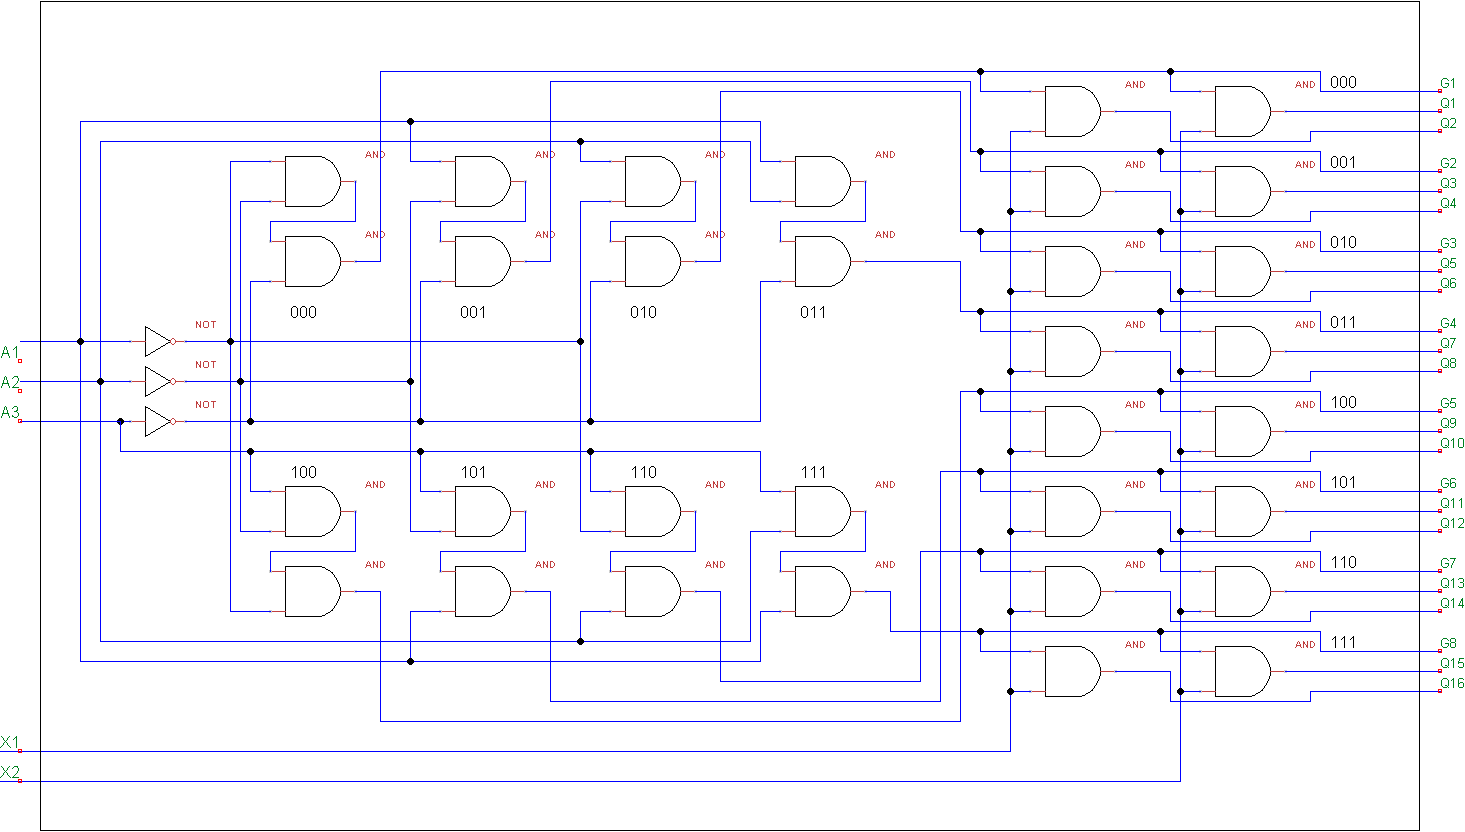 AND AND 000 G1
Q1
Q2
AND AND AND AND AND AND 001 G2
Q3
Q4
AND AND AND AND AND AND 010 G3
Q5
Q6
000 001 010 011
NOT AND AND 011 G4
A1 Q7
NOT Q8
A2
NOT AND AND 100 G5
A3 Q9
Q10
100 101 110 111
AND AND AND AND AND AND 101 G6
Q11
Q12
AND AND AND AND AND AND 110 G7
Q13
Q14
AND AND 111 G8
Q15
Q16
X1
X2